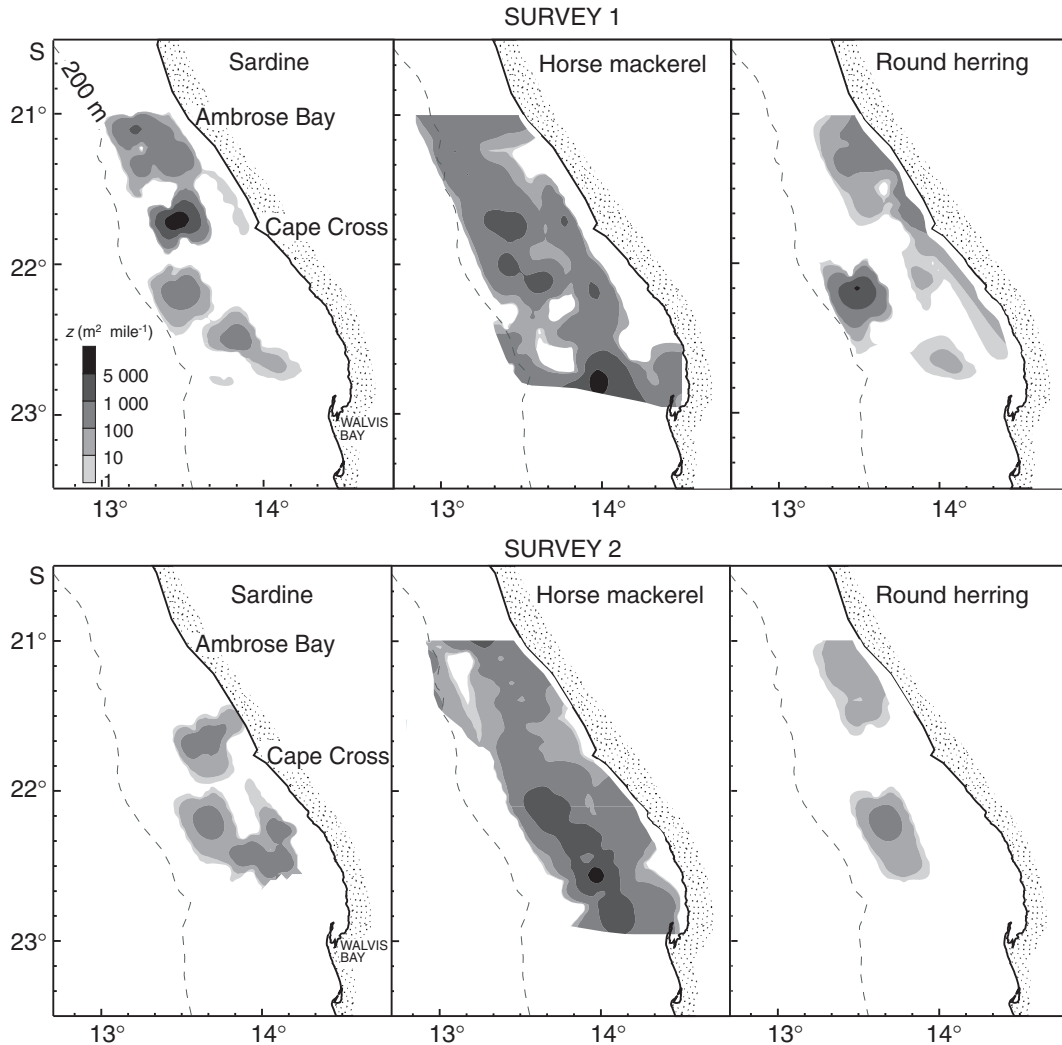 SURVEY 1
S
200 m
Sardine
Horse mackerel
Round herring
21°
Ambrose Bay
Cape Cross
22°
z (m² mile⁻¹)
5 000
1 000
100
10
1
23°
WALVIS
BAY
13°
14°
13°
14°
13°
14°
SURVEY 2
S
Sardine
Horse mackerel
Round herring
21°
Ambrose Bay
Cape Cross
22°
23°
WALVIS
BAY
13°
14°
13°
14°
13°
14°